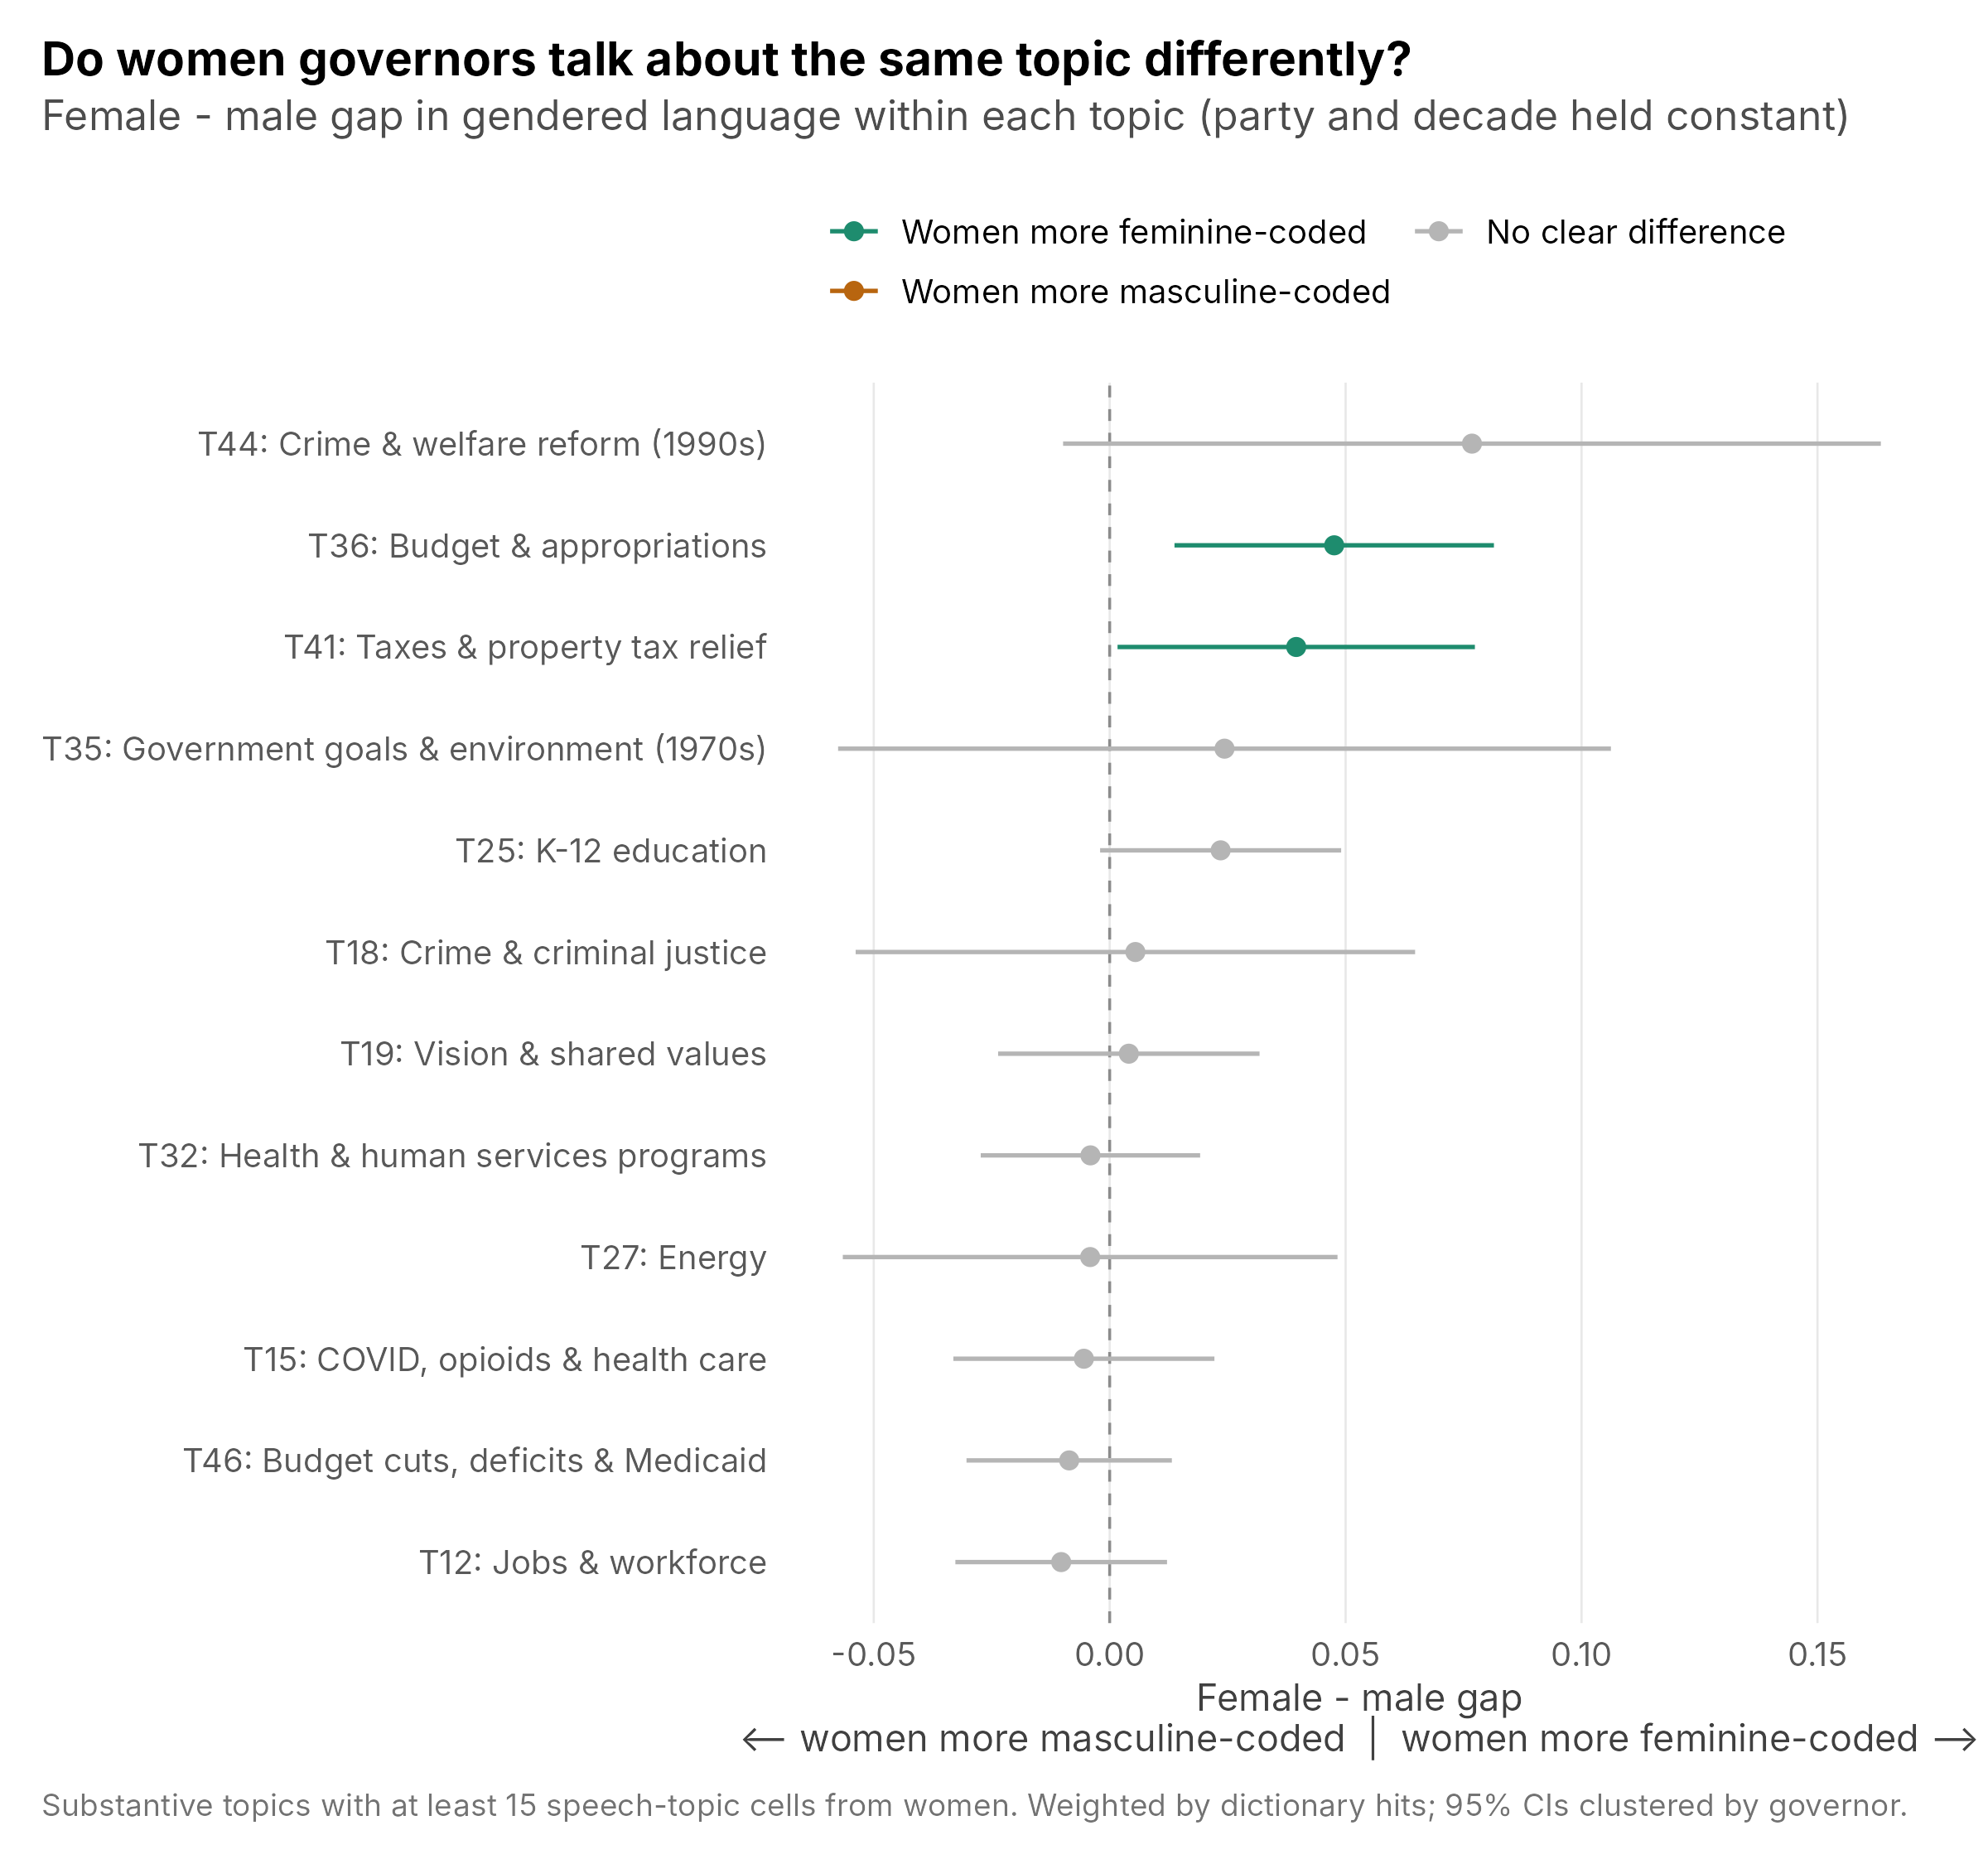 Do women governors talk about the same topic differently?
Female - male gap in gendered language within each topic (party and decade held constant)
Women more feminine-coded
No clear difference
Women more masculine-coded
T44: Crime & welfare reform (1990s)
T36: Budget & appropriations
T41: Taxes & property tax relief
T35: Government goals & environment (1970s)
T25: K-12 education
T18: Crime & criminal justice
T19: Vision & shared values
T32: Health & human services programs
T27: Energy
T15: COVID, opioids & health care
T46: Budget cuts, deficits & Medicaid
T12: Jobs & workforce
-0.05 0.00 0.05 0.10 0.15
Female - male gap
← women more masculine-coded | women more feminine-coded →
Substantive topics with at least 15 speech-topic cells from women. Weighted by dictionary hits; 95% CIs clustered by governor.